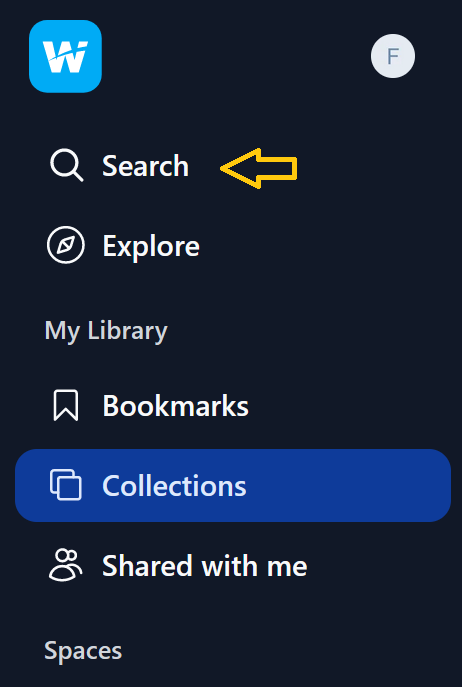 W
F
Search
Explore
My Library
Bookmarks
Collections
Shared with me
Spaces